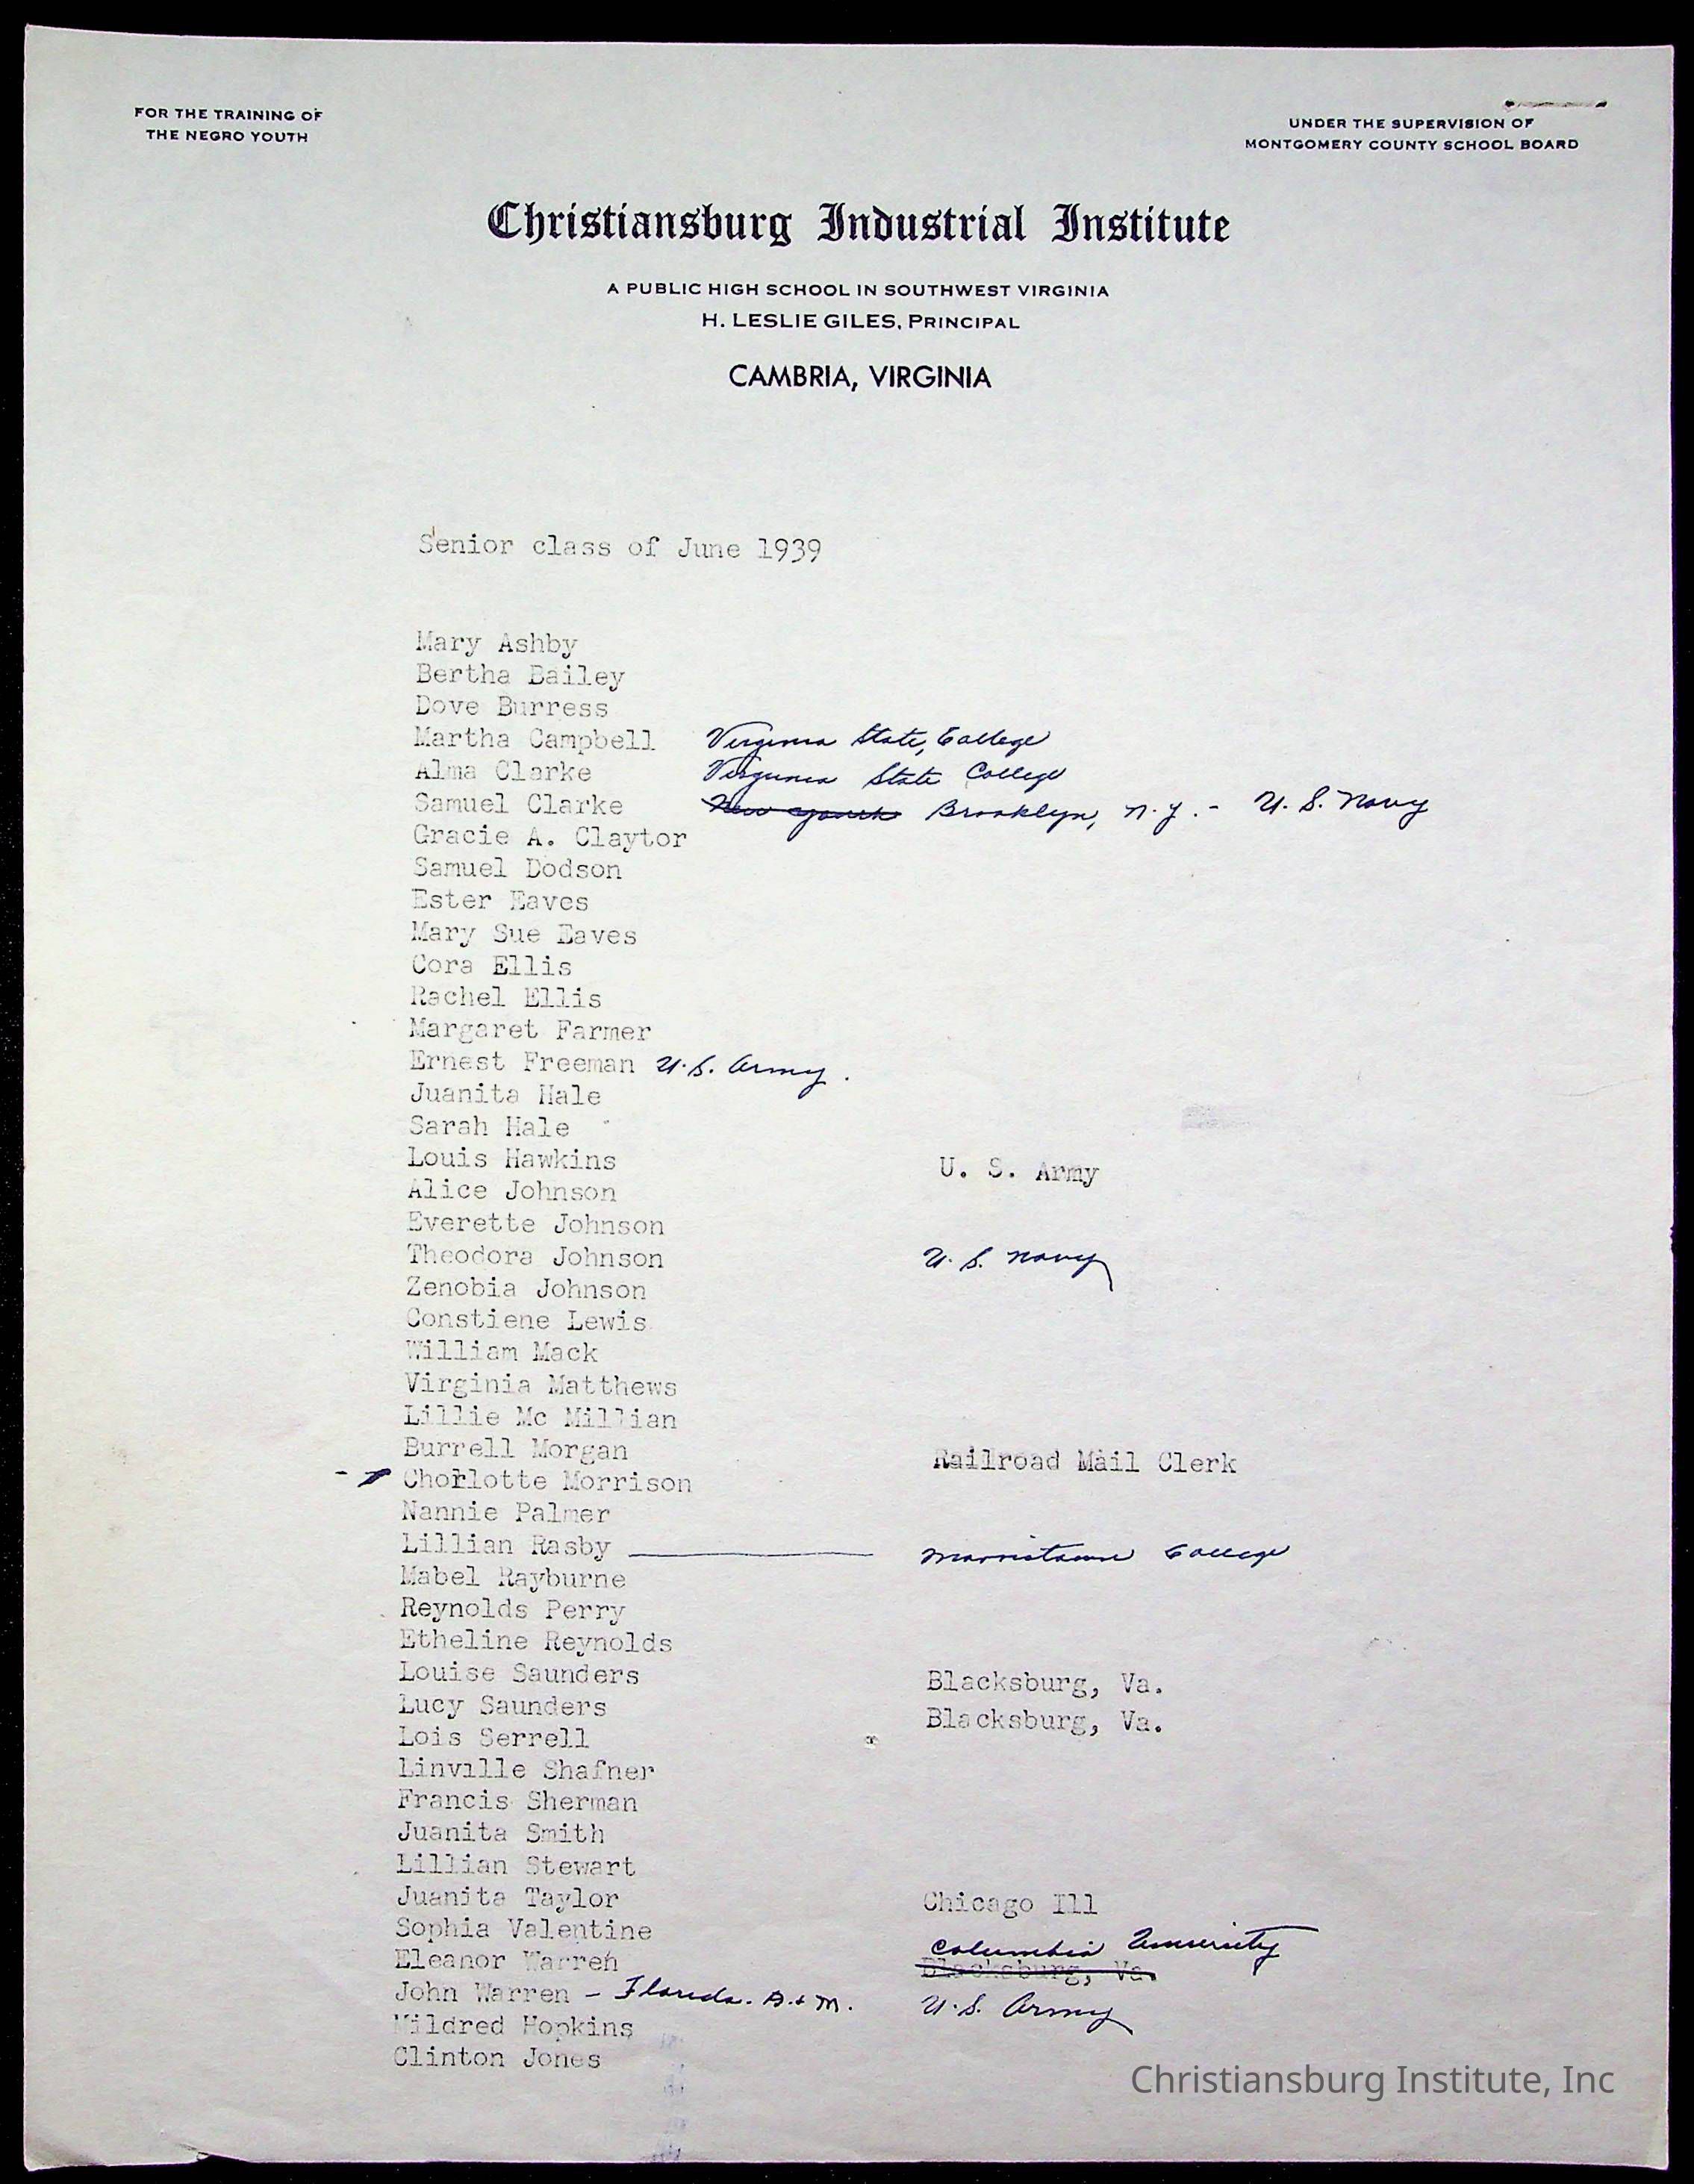 FOR THE TRAINING OF
THE NEGRO YOUTH
UNDER THE SUPERVISION OF
MONTGOMERY COUNTY SCHOOL BOARD
Christiansburg Industrial Institute
A PUBLIC HIGH SCHOOL IN SOUTHWEST VIRGINIA
H. LESLIE GILES, PRINCIPAL
CAMBRIA, VIRGINIA
Senior class of June 1939
Mary Ashby
Bertha Bailey
Dove Burress
Martha Campbell Virginia State, College
Alma Clarke Virginia State College
Samuel Clarke New York Brooklyn, N.Y. - U. S. Navy
Gracie A. Claytor
Samuel Dodson
Ester Eaves
Mary Sue Eaves
Cora Ellis
Rachel Ellis
Margaret Farmer
Ernest Freeman U.S. Army.
Juanita Hale
Sarah Hale
Louis Hawkins U. S. Army
Alice Johnson
Everette Johnson
Theodora Johnson U. S. Navy
Zenobia Johnson
Constiene Lewis
William Mack
Virginia Matthews
Lillie Mc Millian
Burrell Morgan Railroad Mail Clerk
Chorlotte Morrison
Nannie Palmer
Lillian Rasby Morristown College
Mabel Rayburne
Reynolds Perry
Etheline Reynolds
Louise Saunders Blacksburg, Va.
Lucy Saunders Blacksburg, Va.
Lois Serrell
Linville Shafner
Francis Sherman
Juanita Smith
Lillian Stewart
Juanita Taylor Chicago Ill
Sophia Valentine Columbia University
Eleanor Warren Blacksburg, Va.
John Warren - Florida. A.+ M. U.S. Army
Mildred Hopkins
Clinton Jones
Christiansburg Institute, Inc